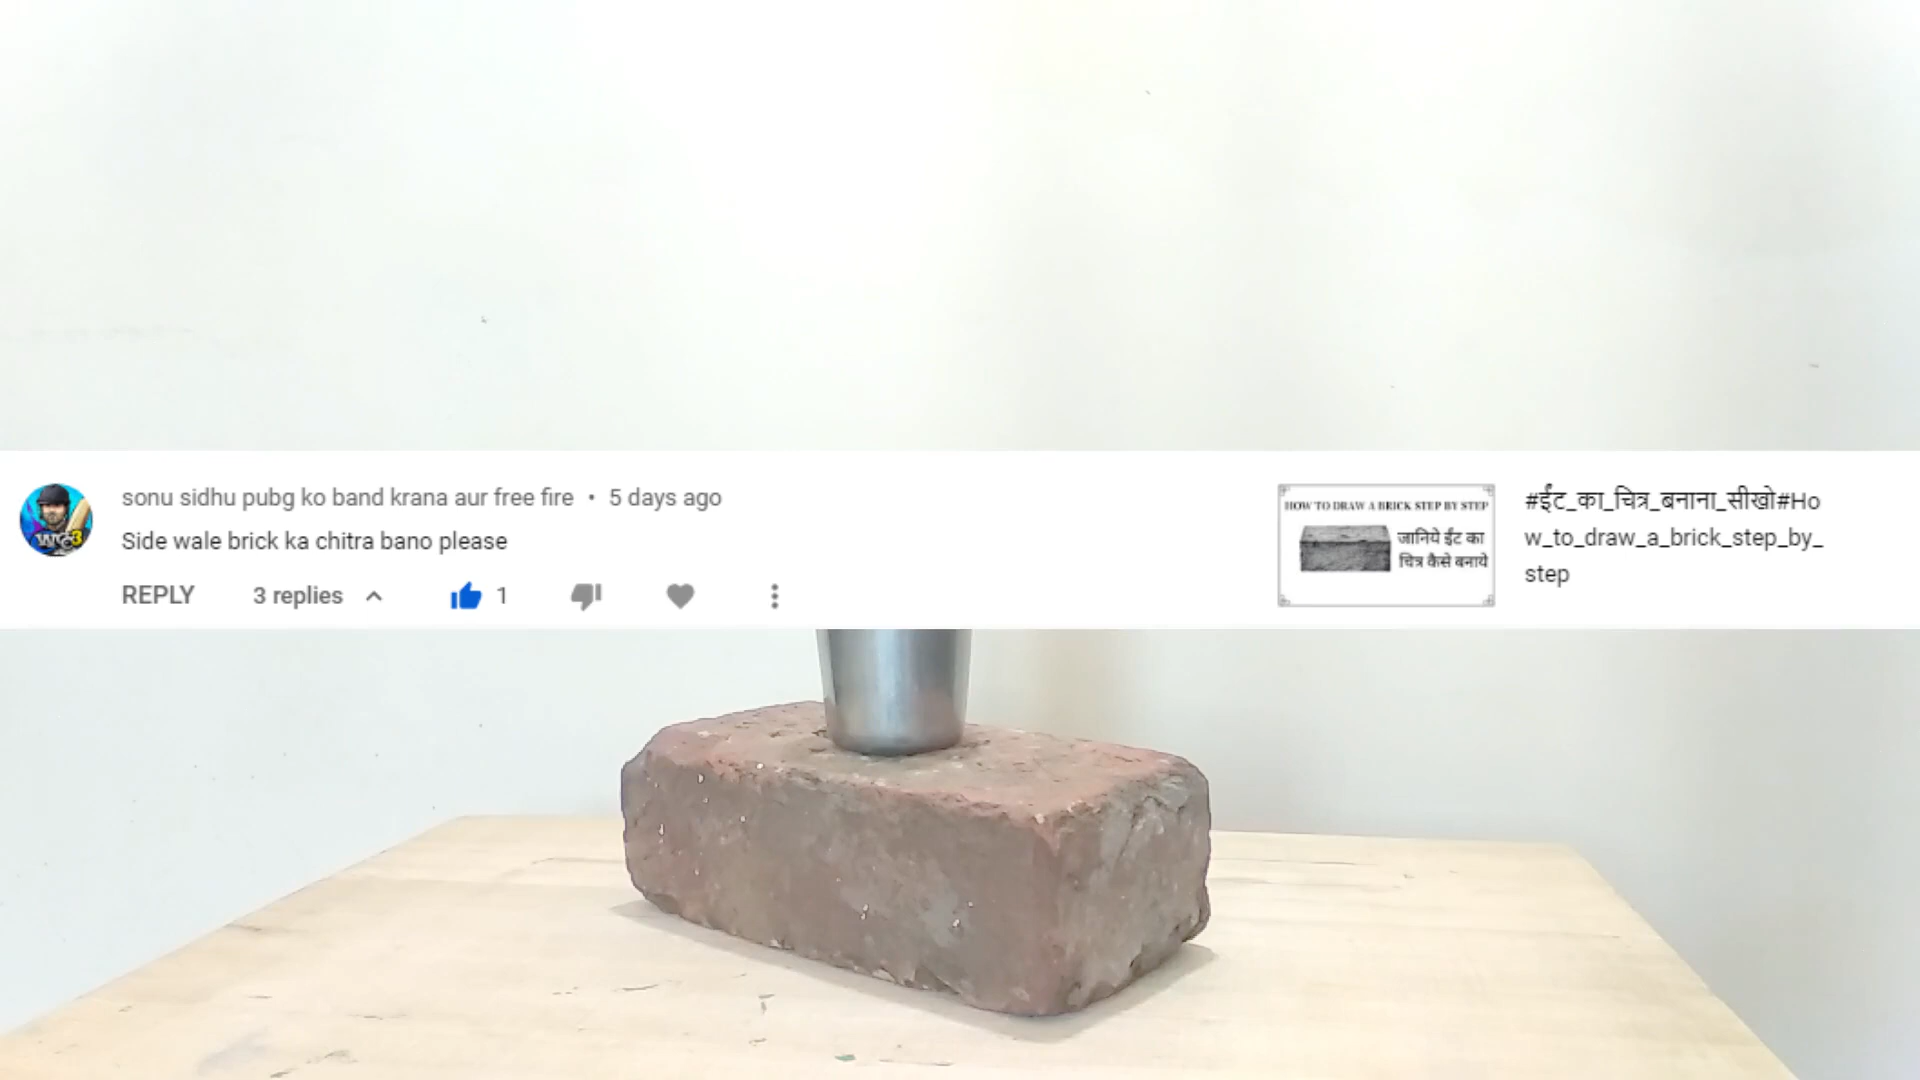 sonu sidhu pubg ko band krana aur free fire • 5 days ago
Side wale brick ka chitra bano please
REPLY 3 replies 1
WCC3
HOW TO DRAW A BRICK STEP BY STEP
जानिये ईंट का
चित्र कैसे बनाये
#ईंट_का_चित्र_बनाना_सीखो#Ho
w_to_draw_a_brick_step_by_
step